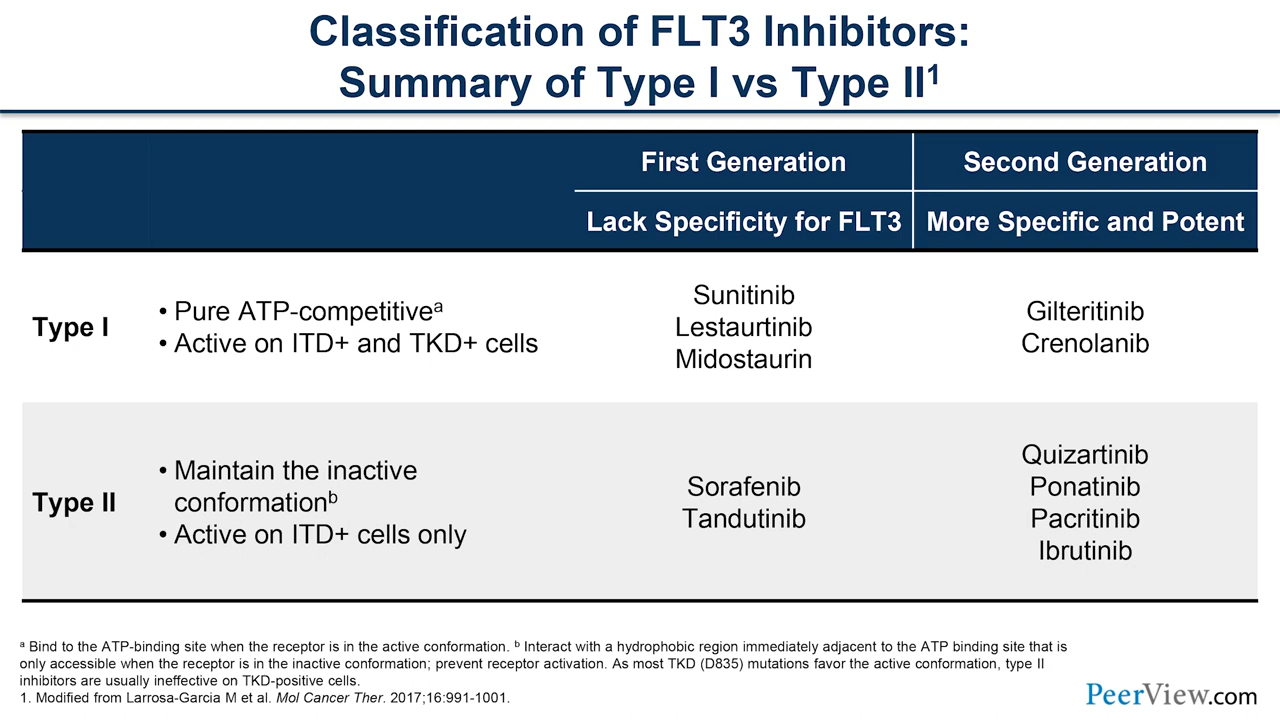 Classification of FLT3 Inhibitors:
Summary of Type I vs Type II¹
First Generation
Second Generation
Lack Specificity for FLT3
More Specific and Potent
Type I
• Pure ATP-competitiveᵃ
• Active on ITD+ and TKD+ cells
Sunitinib
Lestaurtinib
Midostaurin
Gilteritinib
Crenolanib
Type II
• Maintain the inactive
conformationᵇ
• Active on ITD+ cells only
Sorafenib
Tandutinib
Quizartinib
Ponatinib
Pacritinib
Ibrutinib
ᵃ Bind to the ATP-binding site when the receptor is in the active conformation. ᵇ Interact with a hydrophobic region immediately adjacent to the ATP binding site that is
only accessible when the receptor is in the inactive conformation; prevent receptor activation. As most TKD (D835) mutations favor the active conformation, type II
inhibitors are usually ineffective on TKD-positive cells.
1. Modified from Larrosa-Garcia M et al. Mol Cancer Ther. 2017;16:991-1001.
PeerView.com